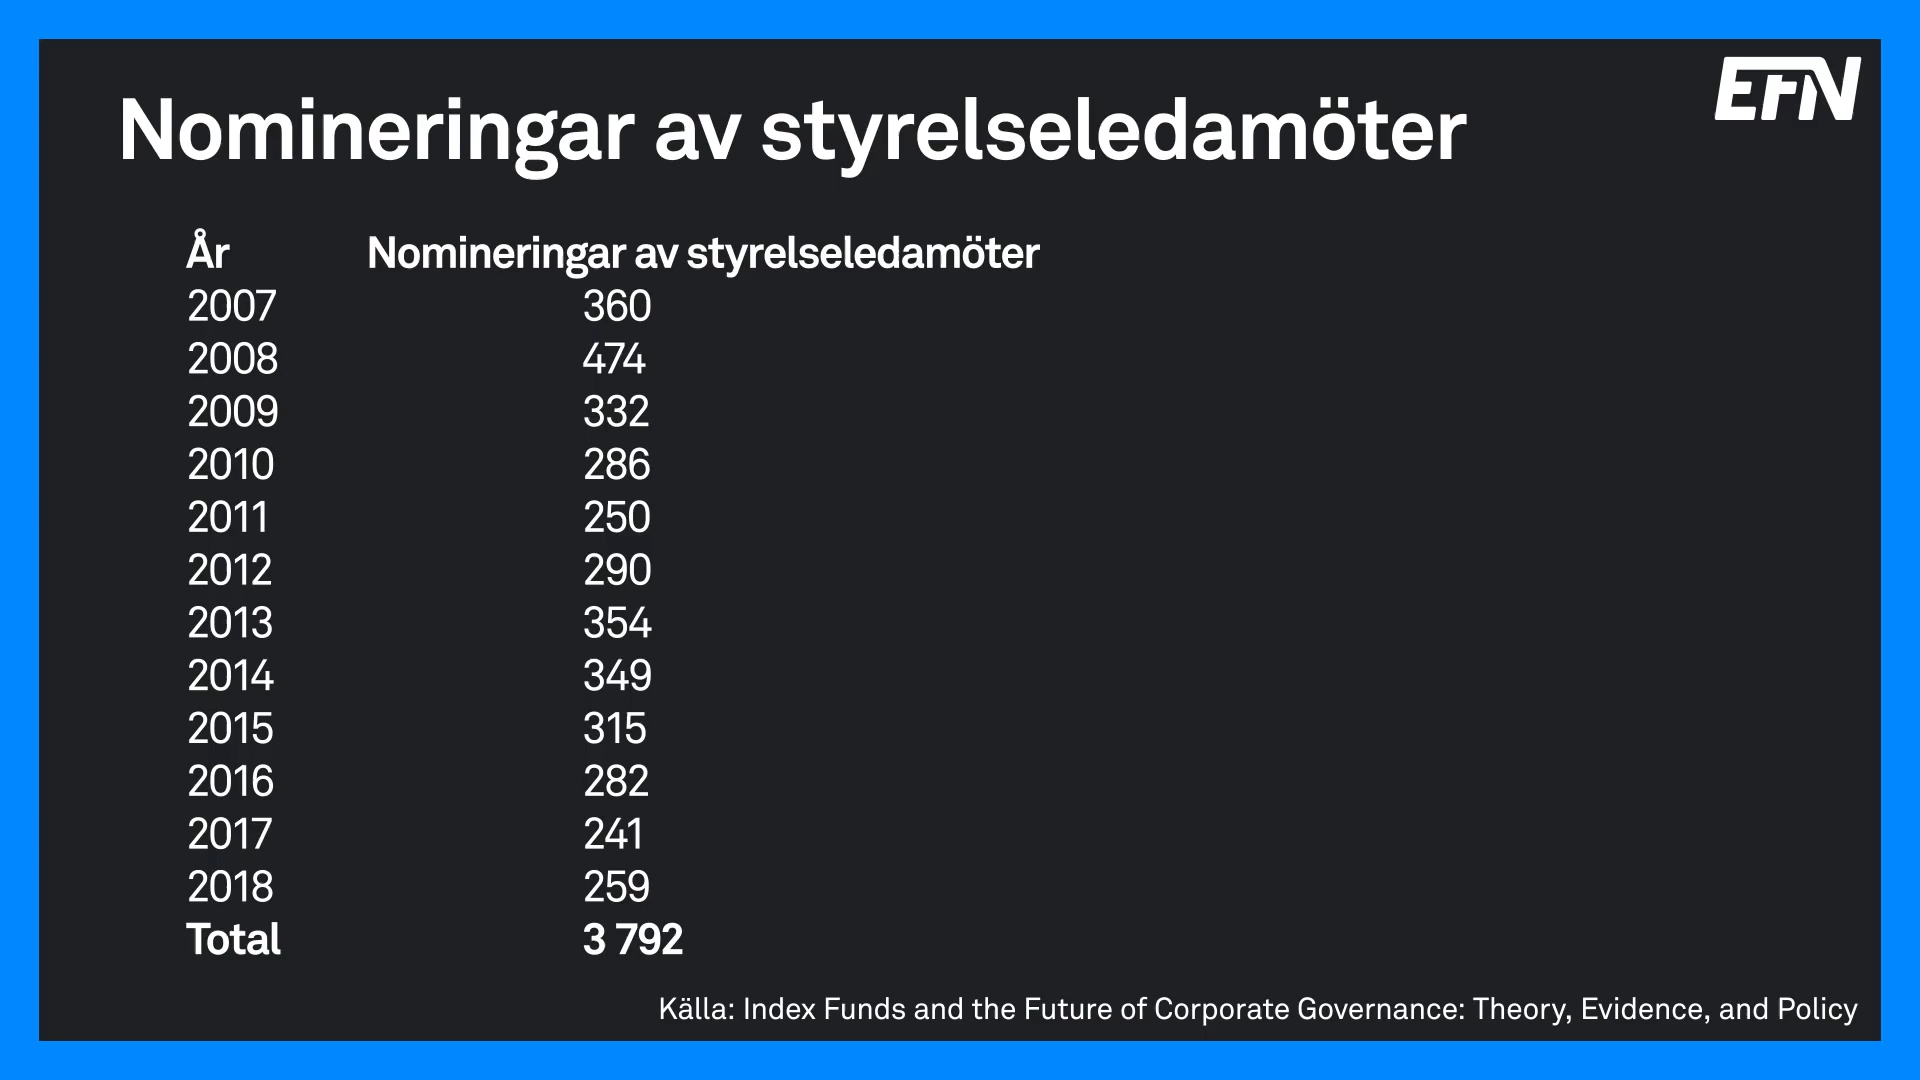 EFN
Nomineringar av styrelseledamöter
År Nomineringar av styrelseledamöter
2007 360
2008 474
2009 332
2010 286
2011 250
2012 290
2013 354
2014 349
2015 315
2016 282
2017 241
2018 259
Total 3 792
Källa: Index Funds and the Future of Corporate Governance: Theory, Evidence, and Policy